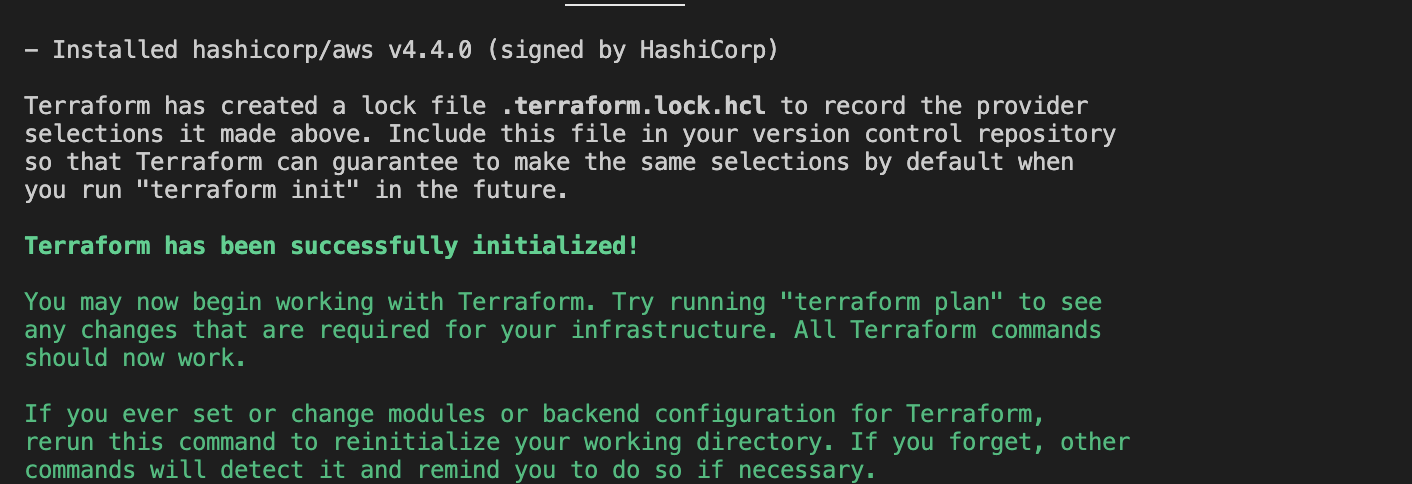 – Installed hashicorp/aws v4.4.0 (signed by HashiCorp)
Terraform has created a lock file .terraform.lock.hcl to record the provider
selections it made above. Include this file in your version control repository
so that Terraform can guarantee to make the same selections by default when
you run "terraform init" in the future.
Terraform has been successfully initialized!
You may now begin working with Terraform. Try running "terraform plan" to see
any changes that are required for your infrastructure. All Terraform commands
should now work.
If you ever set or change modules or backend configuration for Terraform,
rerun this command to reinitialize your working directory. If you forget, other
commands will detect it and remind you to do so if necessary.